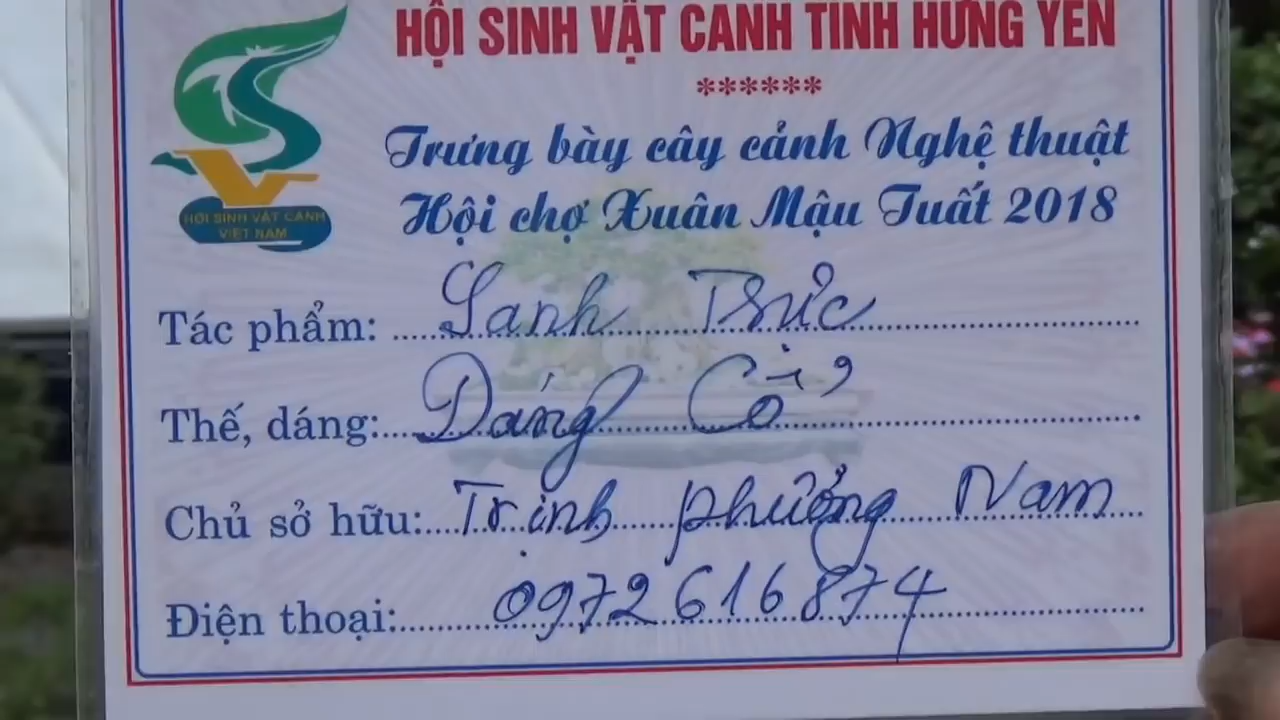 HỘI SINH VẬT CẢNH TỈNH HƯNG YÊN
******
Trưng bày cây cảnh Nghệ thuật
Hội chợ Xuân Mậu Tuất 2018
HỘI SINH VẬT CẢNH
VIỆT NAM
Tác phẩm: Sanh Trực
Thế, dáng: Dáng Cổ
Chủ sở hữu: Trịnh phương Nam
Điện thoại: 0972616874